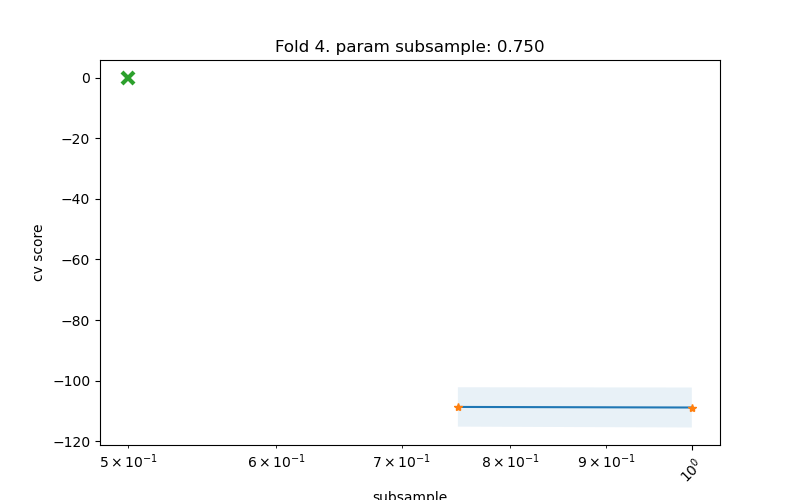 Fold 4. param subsample: 0.750
cv score
0
−20
−40
−60
−80
−100
−120
5 × 10⁻¹
6 × 10⁻¹
7 × 10⁻¹
8 × 10⁻¹
9 × 10⁻¹
10⁰
subsample